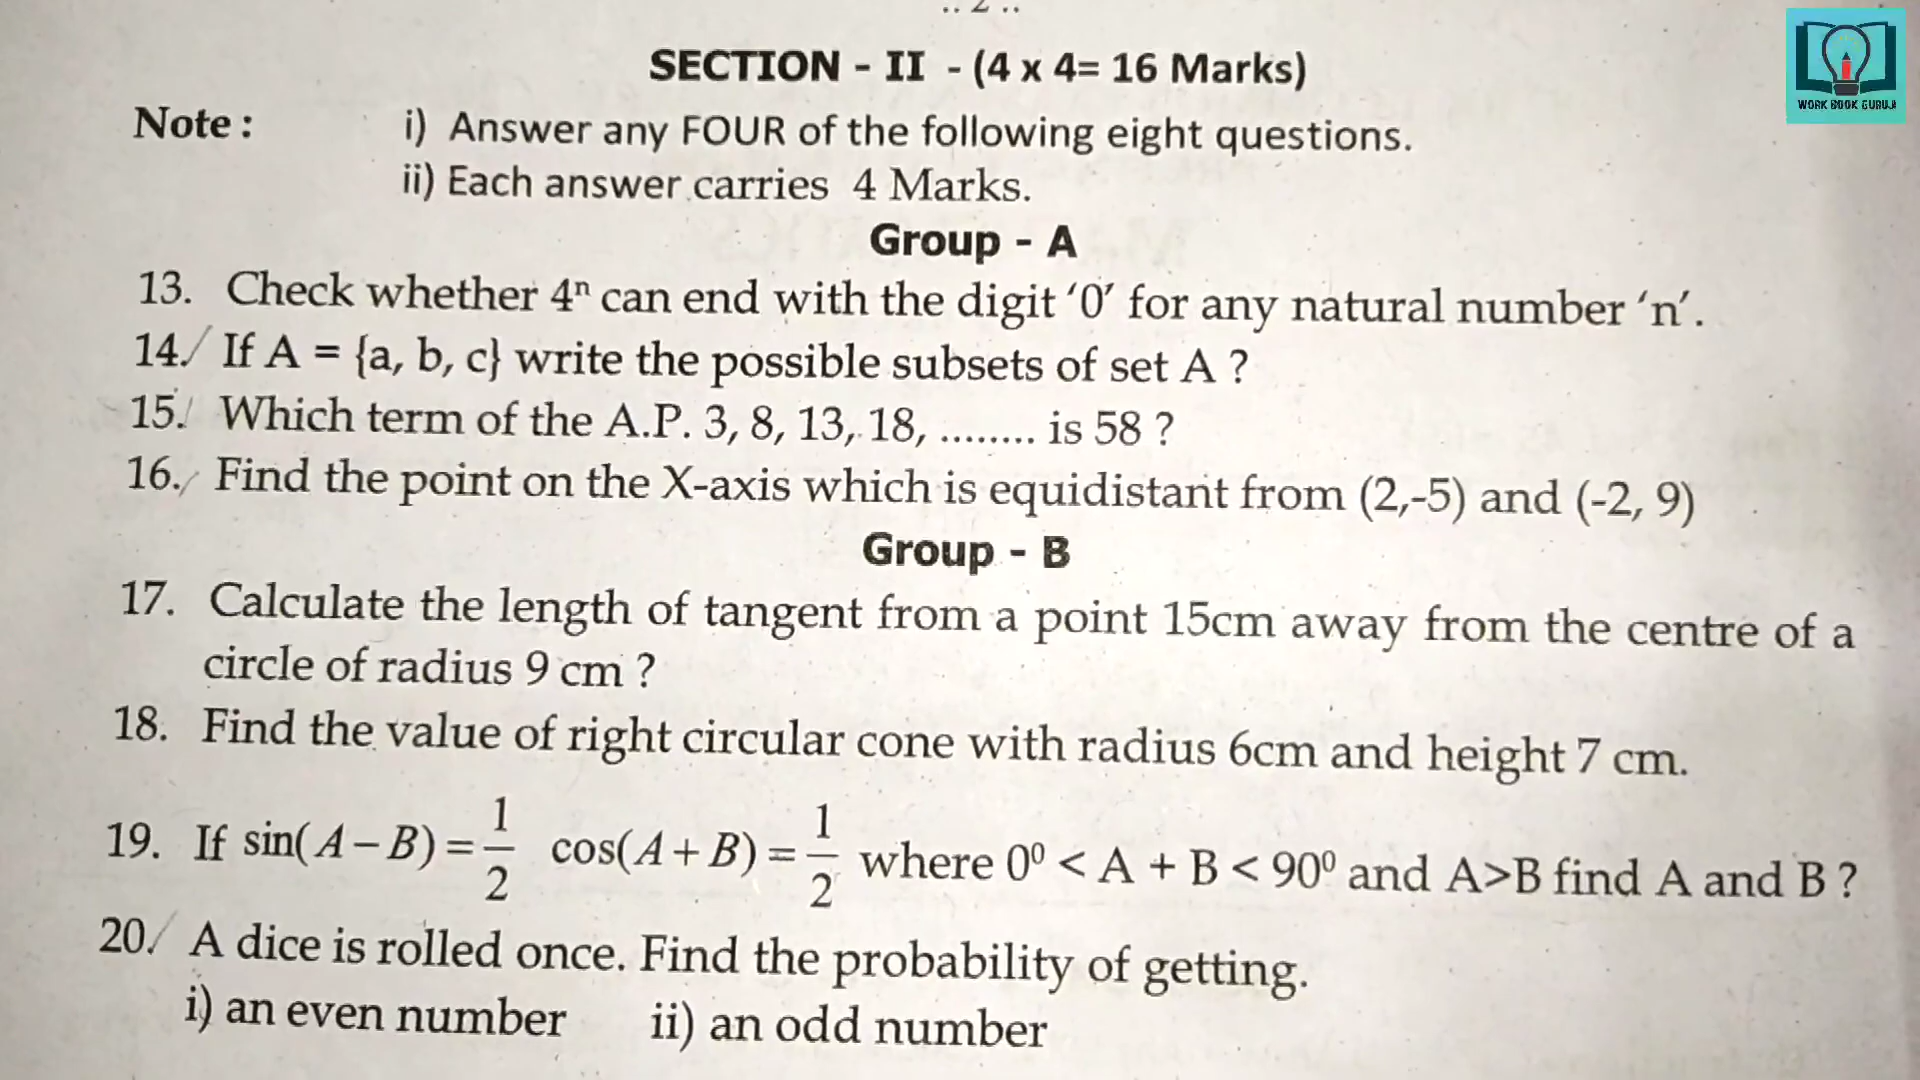 .. 2 ..
SECTION - II - (4 x 4= 16 Marks)
WORK BOOK GURUJI
Note :
i) Answer any FOUR of the following eight questions.
ii) Each answer carries 4 Marks.
Group - A
13. Check whether 4ⁿ can end with the digit ‘0’ for any natural number ‘n’.
14. If A = {a, b, c} write the possible subsets of set A ?
15. Which term of the A.P. 3, 8, 13, 18, ........ is 58 ?
16. Find the point on the X-axis which is equidistant from (2,-5) and (-2, 9)
Group - B
17. Calculate the length of tangent from a point 15cm away from the centre of a
circle of radius 9 cm ?
18. Find the value of right circular cone with radius 6cm and height 7 cm.
19. If sin(A−B)=1/2 cos(A+B)=1/2 where 0⁰ < A + B < 90⁰ and A>B find A and B ?
20. A dice is rolled once. Find the probability of getting.
i) an even number ii) an odd number